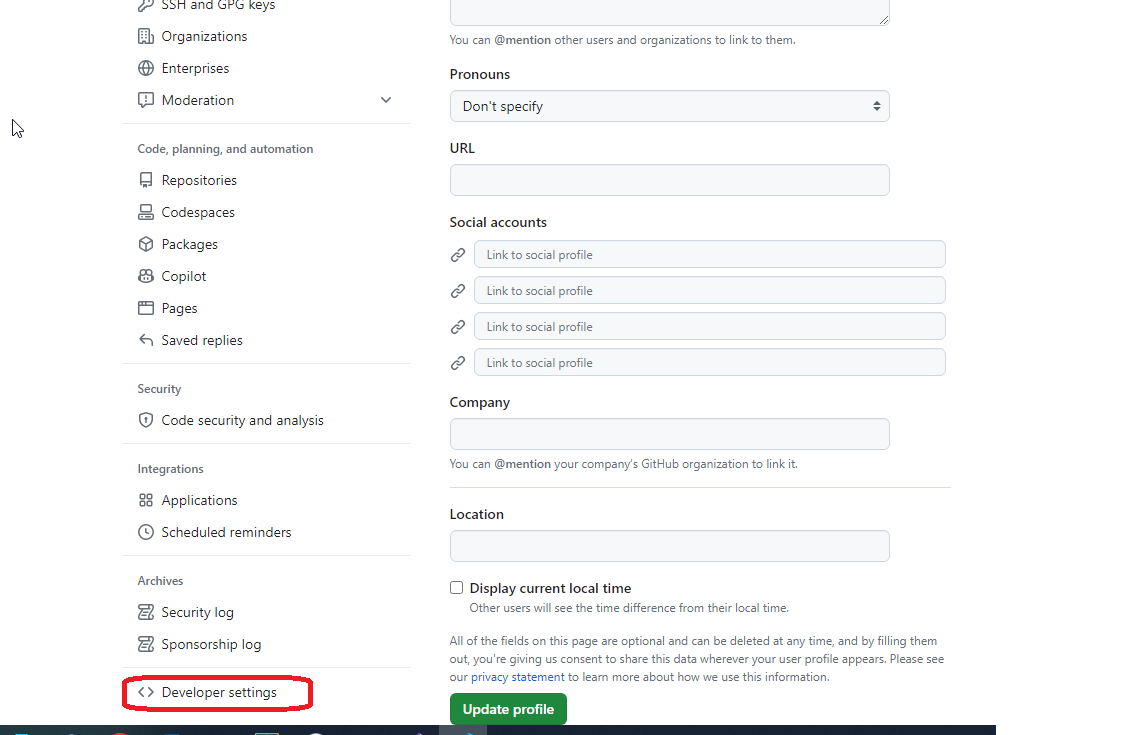 SSH and GPG keys
Organizations
Enterprises
Moderation
Code, planning, and automation
Repositories
Codespaces
Packages
Copilot
Pages
Saved replies
Security
Code security and analysis
Integrations
Applications
Scheduled reminders
Archives
Security log
Sponsorship log
Developer settings
You can @mention other users and organizations to link to them.
Pronouns
Don't specify
URL
Social accounts
Link to social profile
Link to social profile
Link to social profile
Link to social profile
Company
You can @mention your company's GitHub organization to link it.
Location
Display current local time
Other users will see the time difference from their local time.
All of the fields on this page are optional and can be deleted at any time, and by filling them
out, you're giving us consent to share this data wherever your user profile appears. Please see
our privacy statement to learn more about how we use this information.
Update profile